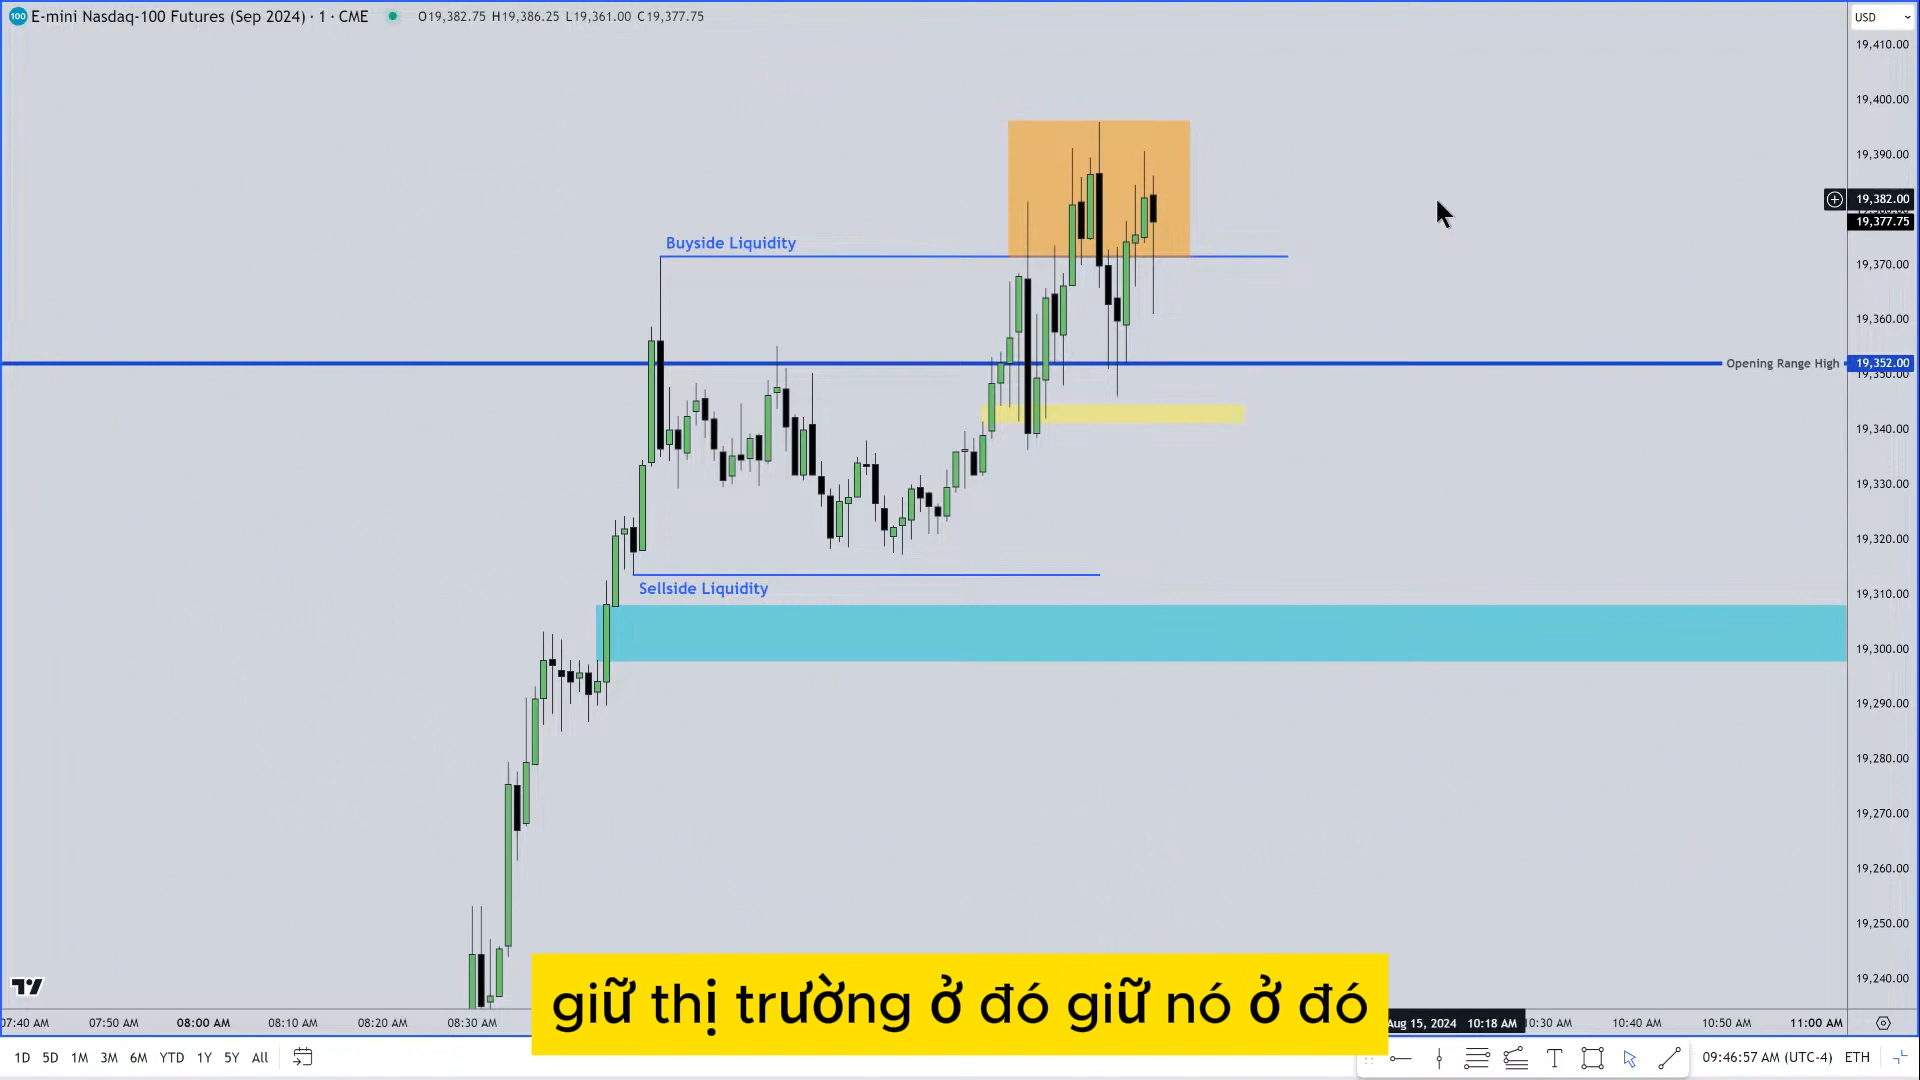 100 E-mini Nasdaq-100 Futures (Sep 2024) · 1 · CME O19,382.75 H19,386.25 L19,361.00 C19,377.75
USD
19,410.00
19,400.00
19,390.00
19,382.00
19,377.75
19,370.00
19,360.00
Opening Range High 19,352.00
19,350.00
19,340.00
19,330.00
19,320.00
19,310.00
19,300.00
19,290.00
19,280.00
19,270.00
19,260.00
19,250.00
19,240.00
Buyside Liquidity
Sellside Liquidity
giữ thị trường ở đó giữ nó ở đó
07:40 AM 07:50 AM 08:00 AM 08:10 AM 08:20 AM 08:30 AM Aug 15, 2024 10:18 AM 10:30 AM 10:40 AM 10:50 AM 11:00 AM
1D 5D 1M 3M 6M YTD 1Y 5Y All 09:46:57 AM (UTC-4) ETH